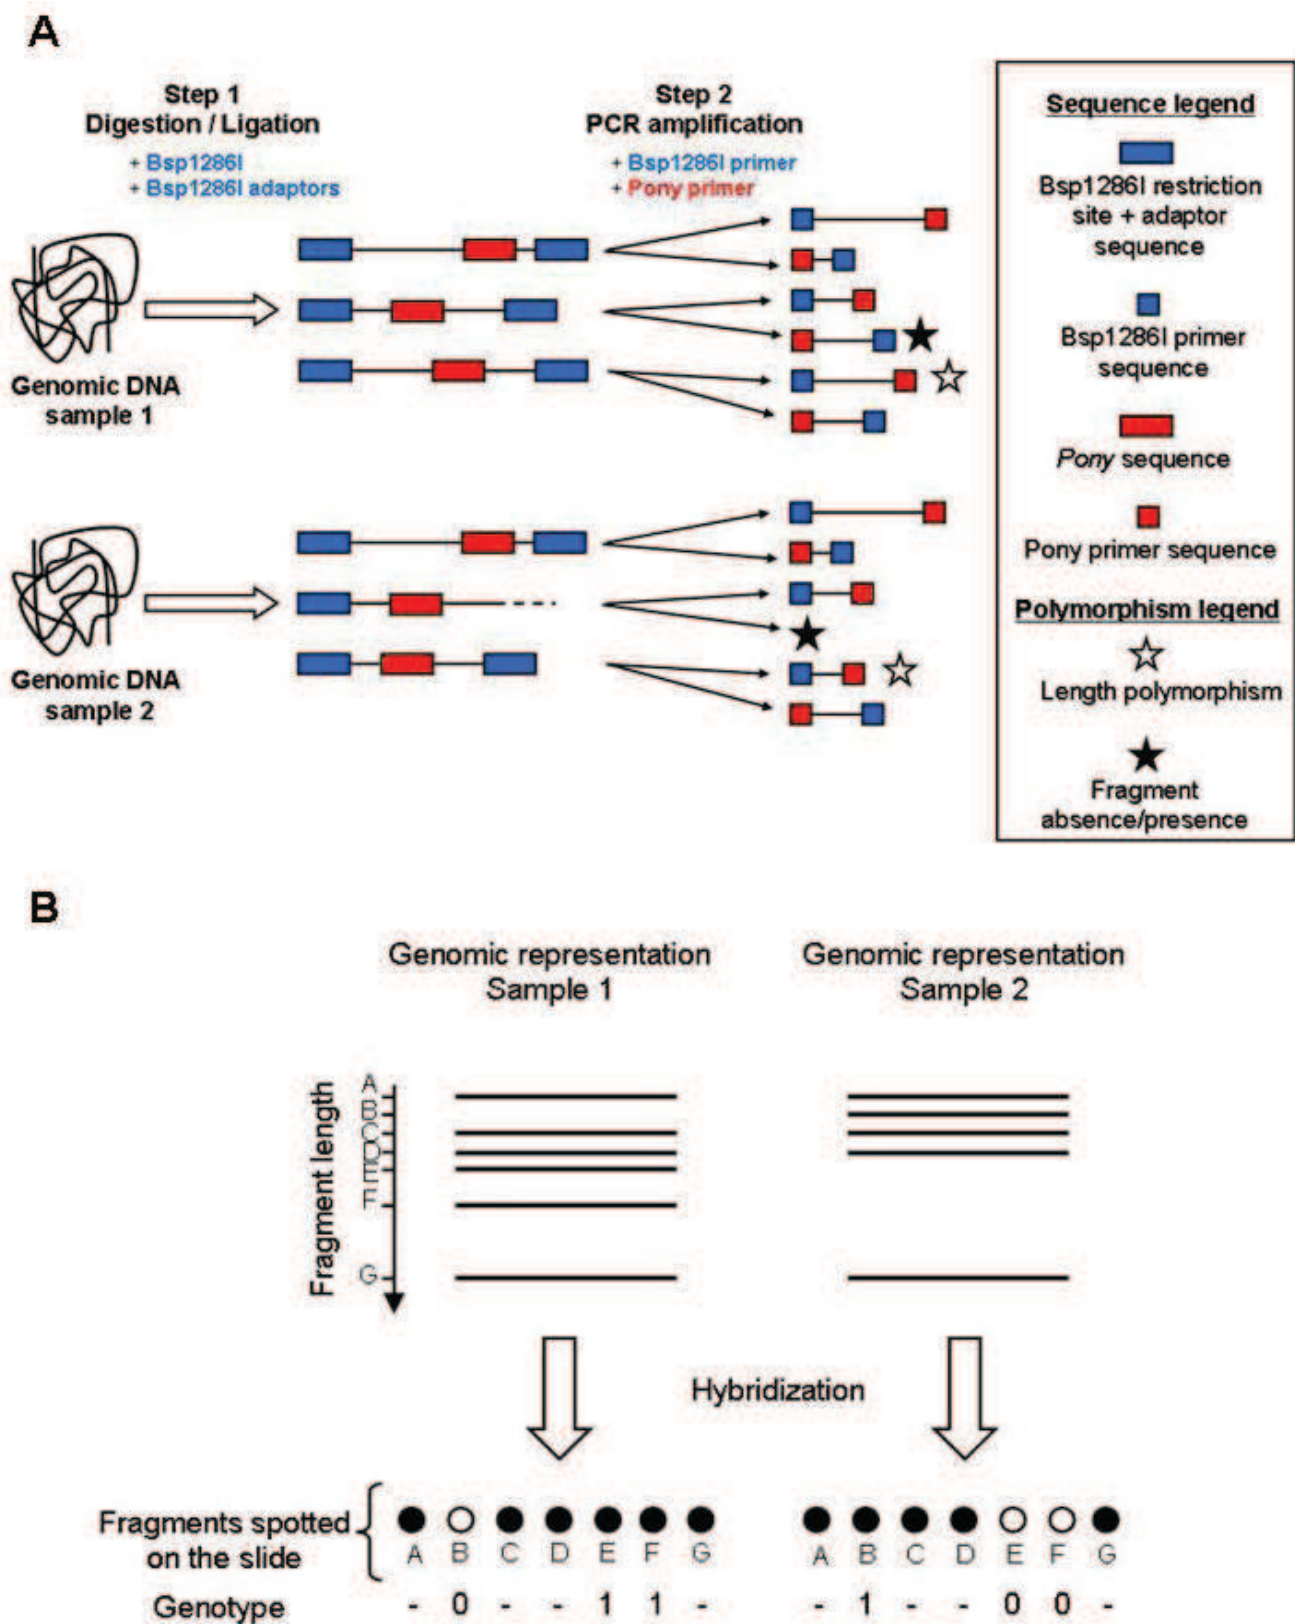 A
Step 1
Digestion / Ligation
+ Bsp1286I
+ Bsp1286I adaptors
Step 2
PCR amplification
+ Bsp1286I primer
+ Pony primer
Genomic DNA
sample 1
Genomic DNA
sample 2
Sequence legend
Bsp1286I restriction
site + adaptor
sequence
Bsp1286I primer
sequence
Pony sequence
Pony primer sequence
Polymorphism legend
Length polymorphism
Fragment
absence/presence
B
Genomic representation
Sample 1
Genomic representation
Sample 2
Fragment length
A
B
C
D
E
F
G
Hybridization
Fragments spotted
on the slide
A B C D E F G
A B C D E F G
Genotype
- 0 - - 1 1 -
- 1 - - 0 0 -